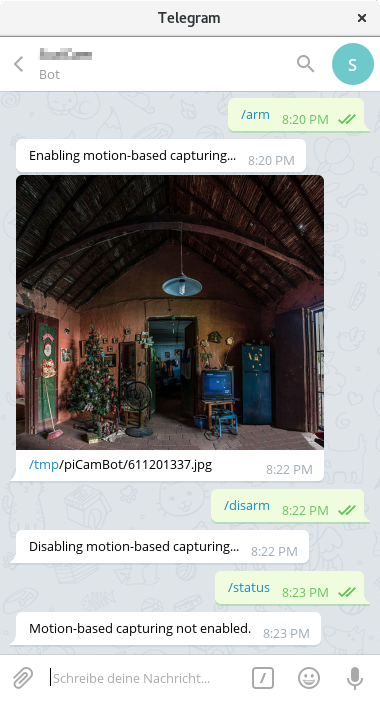 Telegram
Bot
S
/arm 8:20 PM
Enabling motion-based capturing... 8:20 PM
/tmp/piCamBot/611201337.jpg 8:22 PM
/disarm 8:22 PM
Disabling motion-based capturing... 8:22 PM
/status 8:23 PM
Motion-based capturing not enabled. 8:23 PM
Schreibe deine Nachricht...